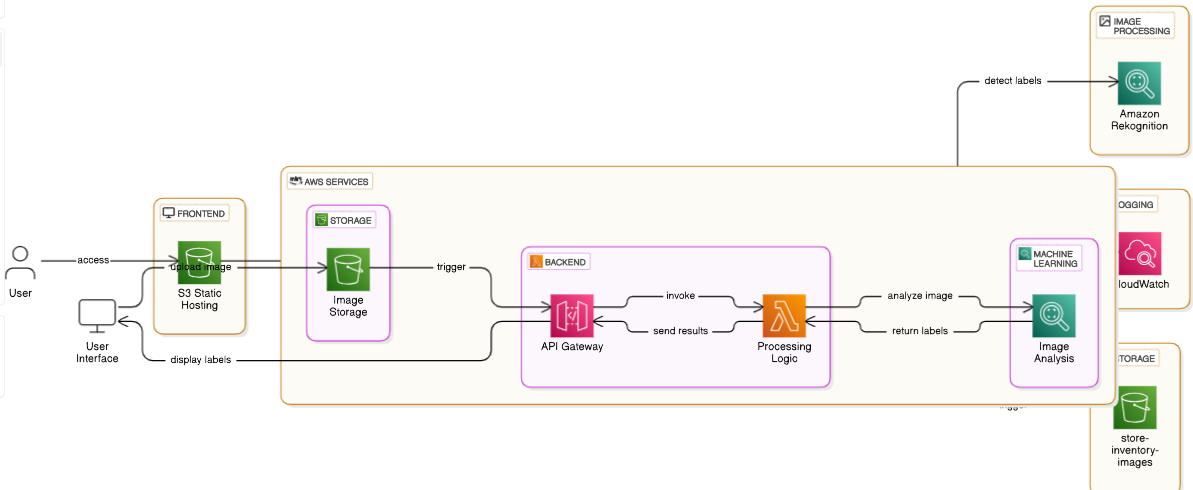 IMAGE
PROCESSING
detect labels
Amazon
Rekognition
AWS SERVICES
FRONTEND
STORAGE
OGGING
access
upload image
trigger
BACKEND
MACHINE
LEARNING
User
S3 Static
Hosting
Image
Storage
invoke
analyze image
loudWatch
send results
return labels
User
Interface
API Gateway
Processing
Logic
Image
Analysis
display labels
TORAGE
store-
inventory-
images